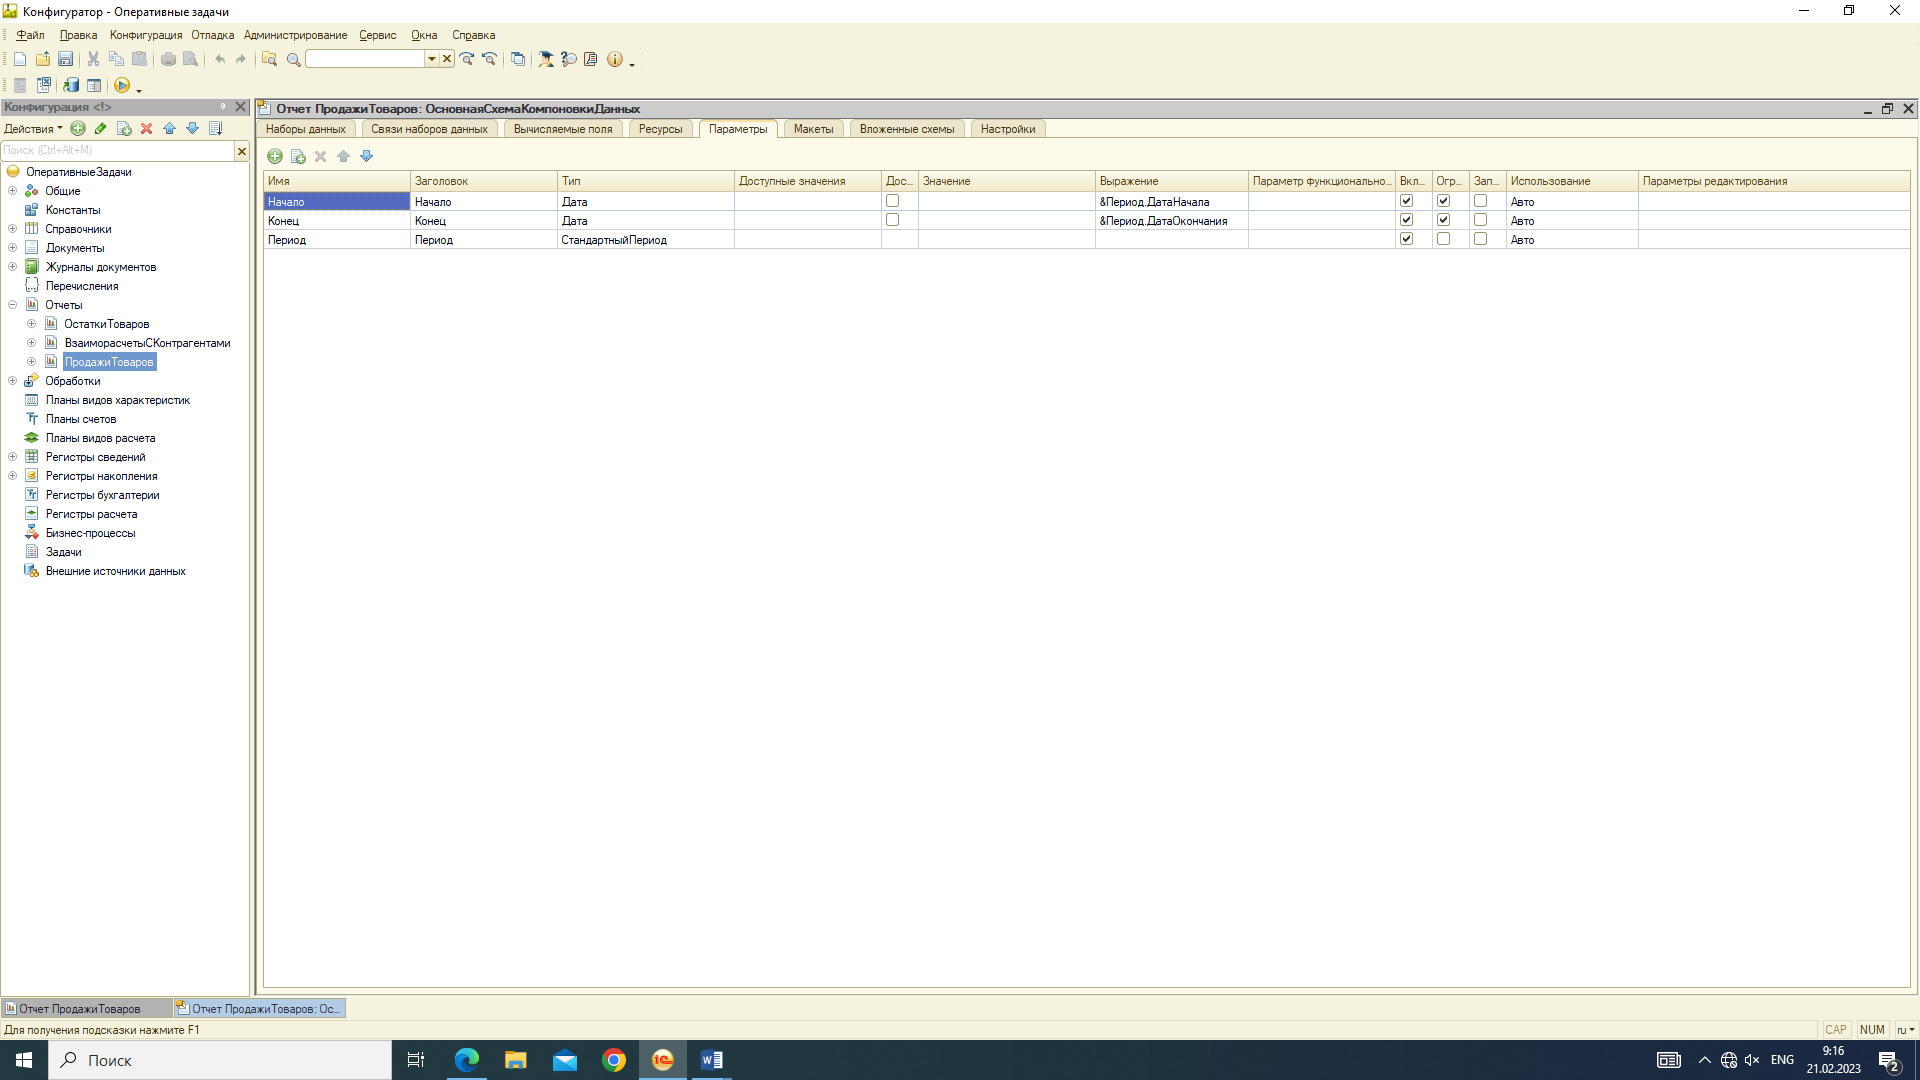 Конфигуратор - Оперативные задачи
Файл Правка Конфигурация Отладка Администрирование Сервис Окна Справка
Конфигурация <!>
Действия
Поиск (Ctrl+Alt+M)
ОперативныеЗадачи
Общие
Константы
Справочники
Документы
Журналы документов
Перечисления
Отчеты
ОстаткиТоваров
ВзаиморасчетыСКонтрагентами
ПродажиТоваров
Обработки
Планы видов характеристик
Планы счетов
Планы видов расчета
Регистры сведений
Регистры накопления
Регистры бухгалтерии
Регистры расчета
Бизнес-процессы
Задачи
Внешние источники данных
Отчет ПродажиТоваров: ОсновнаяСхемаКомпоновкиДанных
Наборы данных Связи наборов данных Вычисляемые поля Ресурсы Параметры Макеты Вложенные схемы Настройки
Имя Заголовок Тип Доступные значения Дос... Значение Выражение Параметр функционально... Вкл... Огр... Зап... Использование Параметры редактирования
Начало Начало Дата &Период.ДатаНачала Авто
Конец Конец Дата &Период.ДатаОкончания Авто
Период Период СтандартныйПериод Авто
Отчет ПродажиТоваров Отчет ПродажиТоваров: Ос...
Для получения подсказки нажмите F1 CAP NUM ru
Поиск ENG 9:16
21.02.2023 2